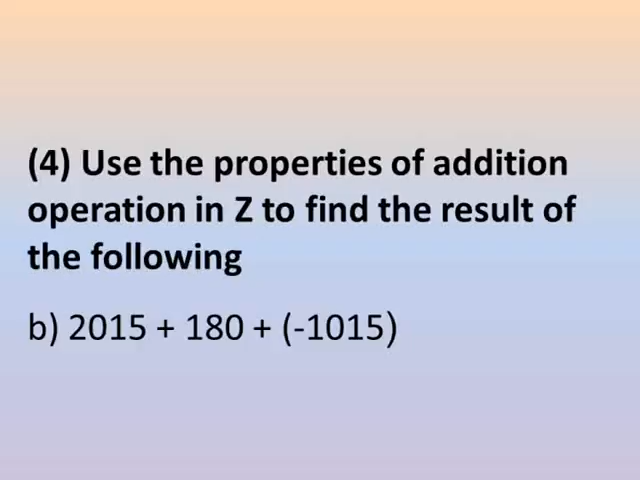 (4) Use the properties of addition
operation in Z to find the result of
the following
b) 2015 + 180 + (-1015)